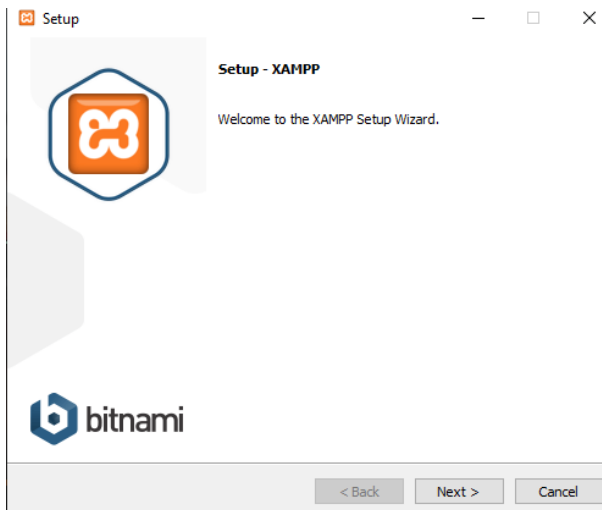 Setup
Setup - XAMPP
Welcome to the XAMPP Setup Wizard.
bitnami
< Back Next > Cancel